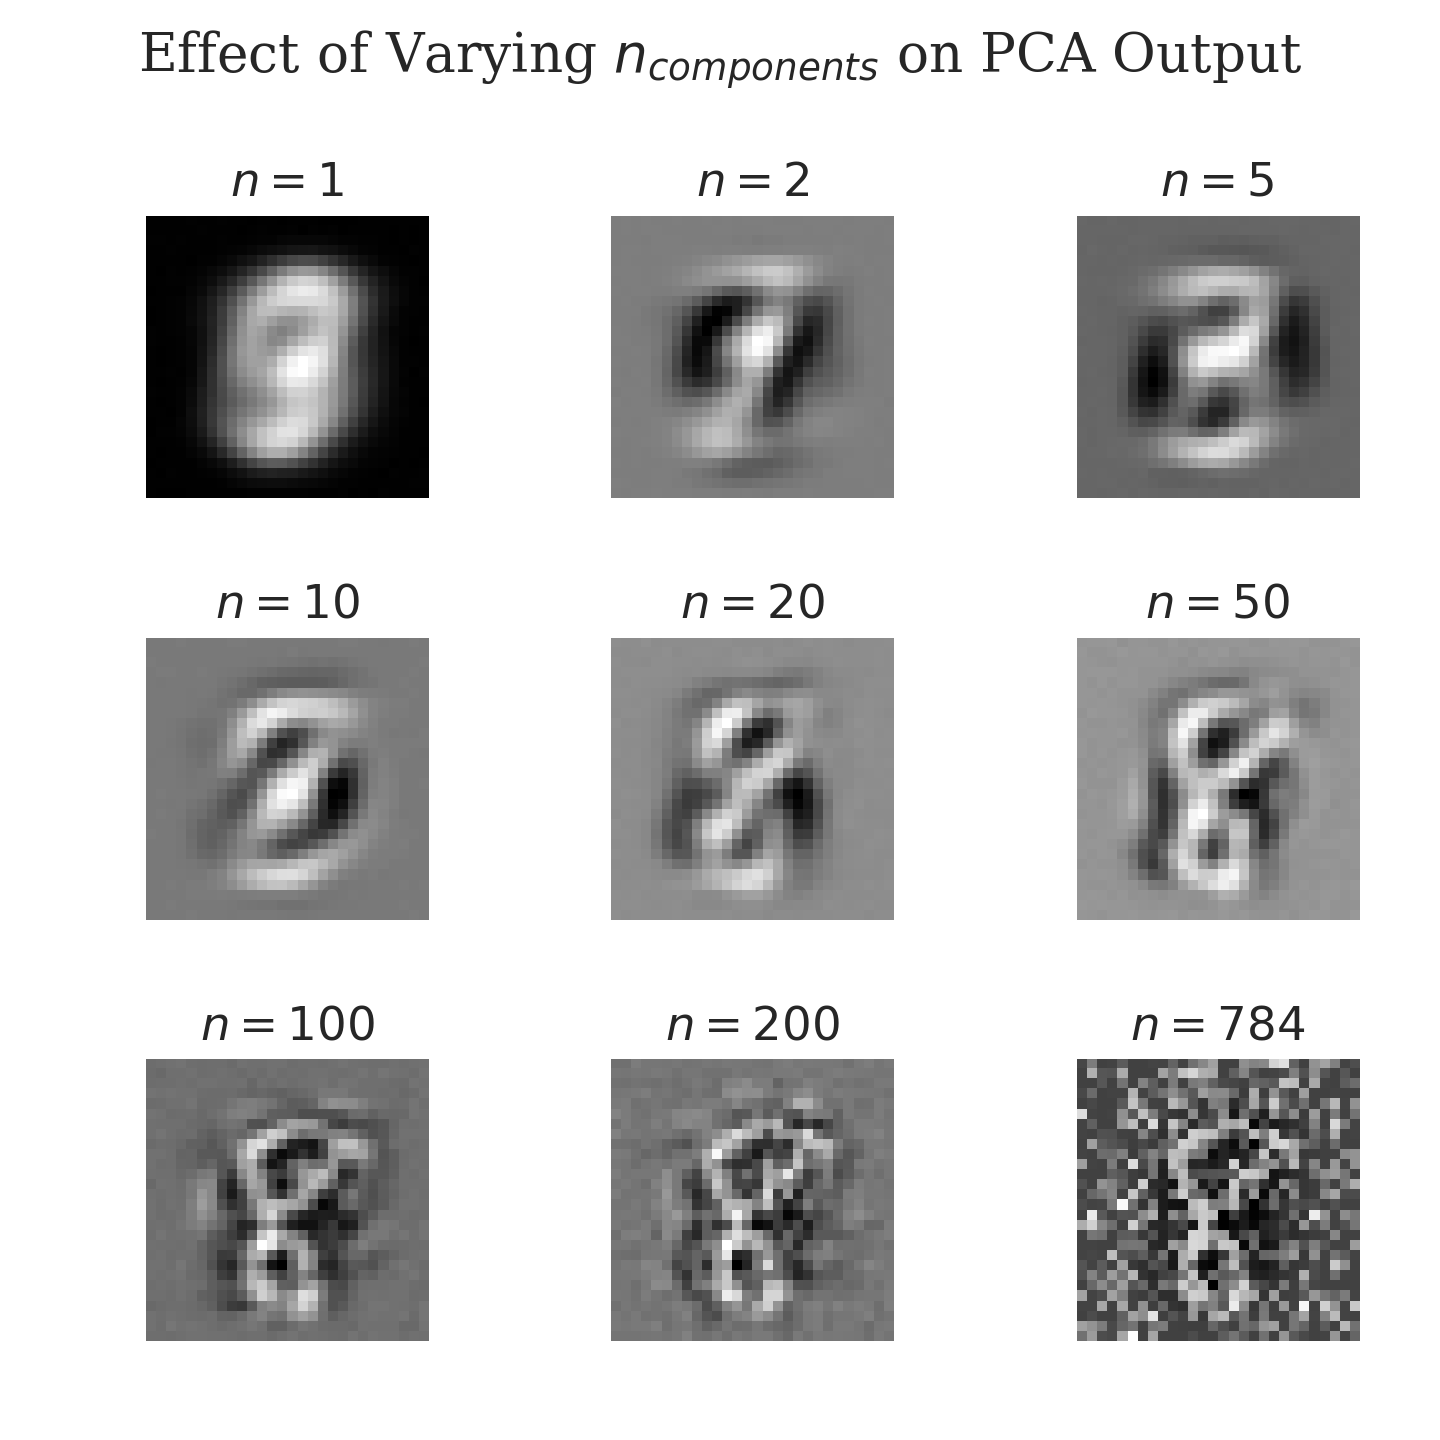 Effect of Varying n_components on PCA Output
n = 1
n = 2
n = 5
n = 10
n = 20
n = 50
n = 100
n = 200
n = 784